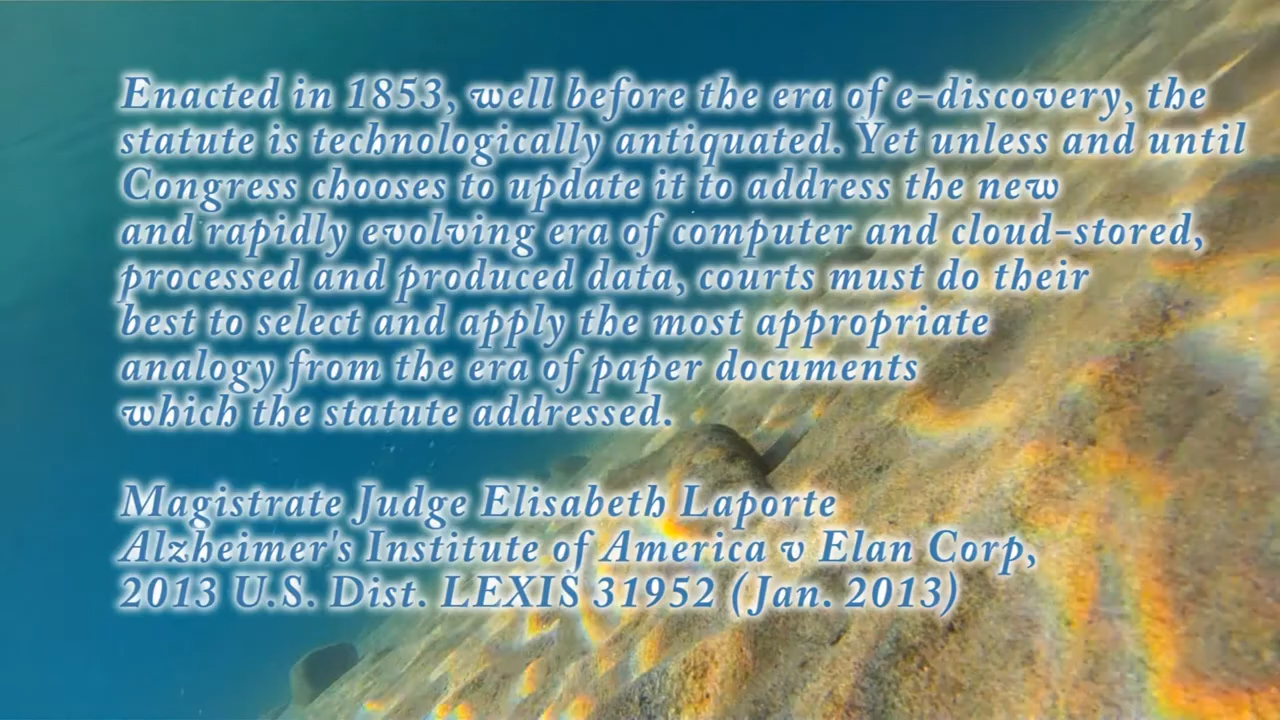 Enacted in 1853, well before the era of e-discovery, the
statute is technologically antiquated. Yet unless and until
Congress chooses to update it to address the new
and rapidly evolving era of computer and cloud-stored,
processed and produced data, courts must do their
best to select and apply the most appropriate
analogy from the era of paper documents
which the statute addressed.
Magistrate Judge Elisabeth Laporte
Alzheimer's Institute of America v Elan Corp,
2013 U.S. Dist. LEXIS 31952 (Jan. 2013)